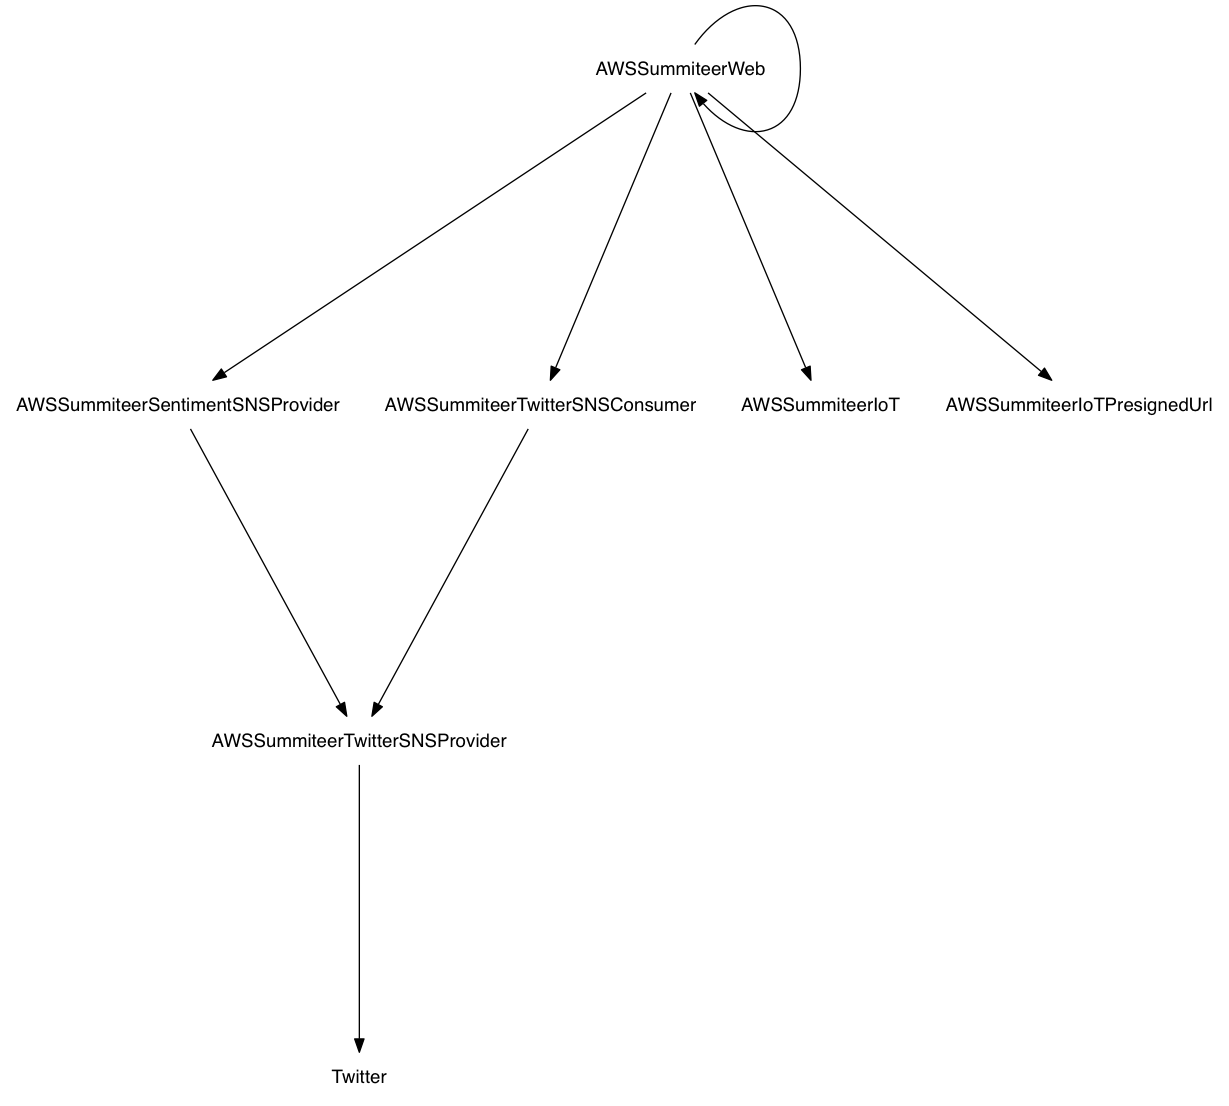 AWSSummiteerWeb
AWSSummiteerSentimentSNSProvider
AWSSummiteerTwitterSNSConsumer
AWSSummiteerIoT
AWSSummiteerIoTPresignedUrl
AWSSummiteerTwitterSNSProvider
Twitter